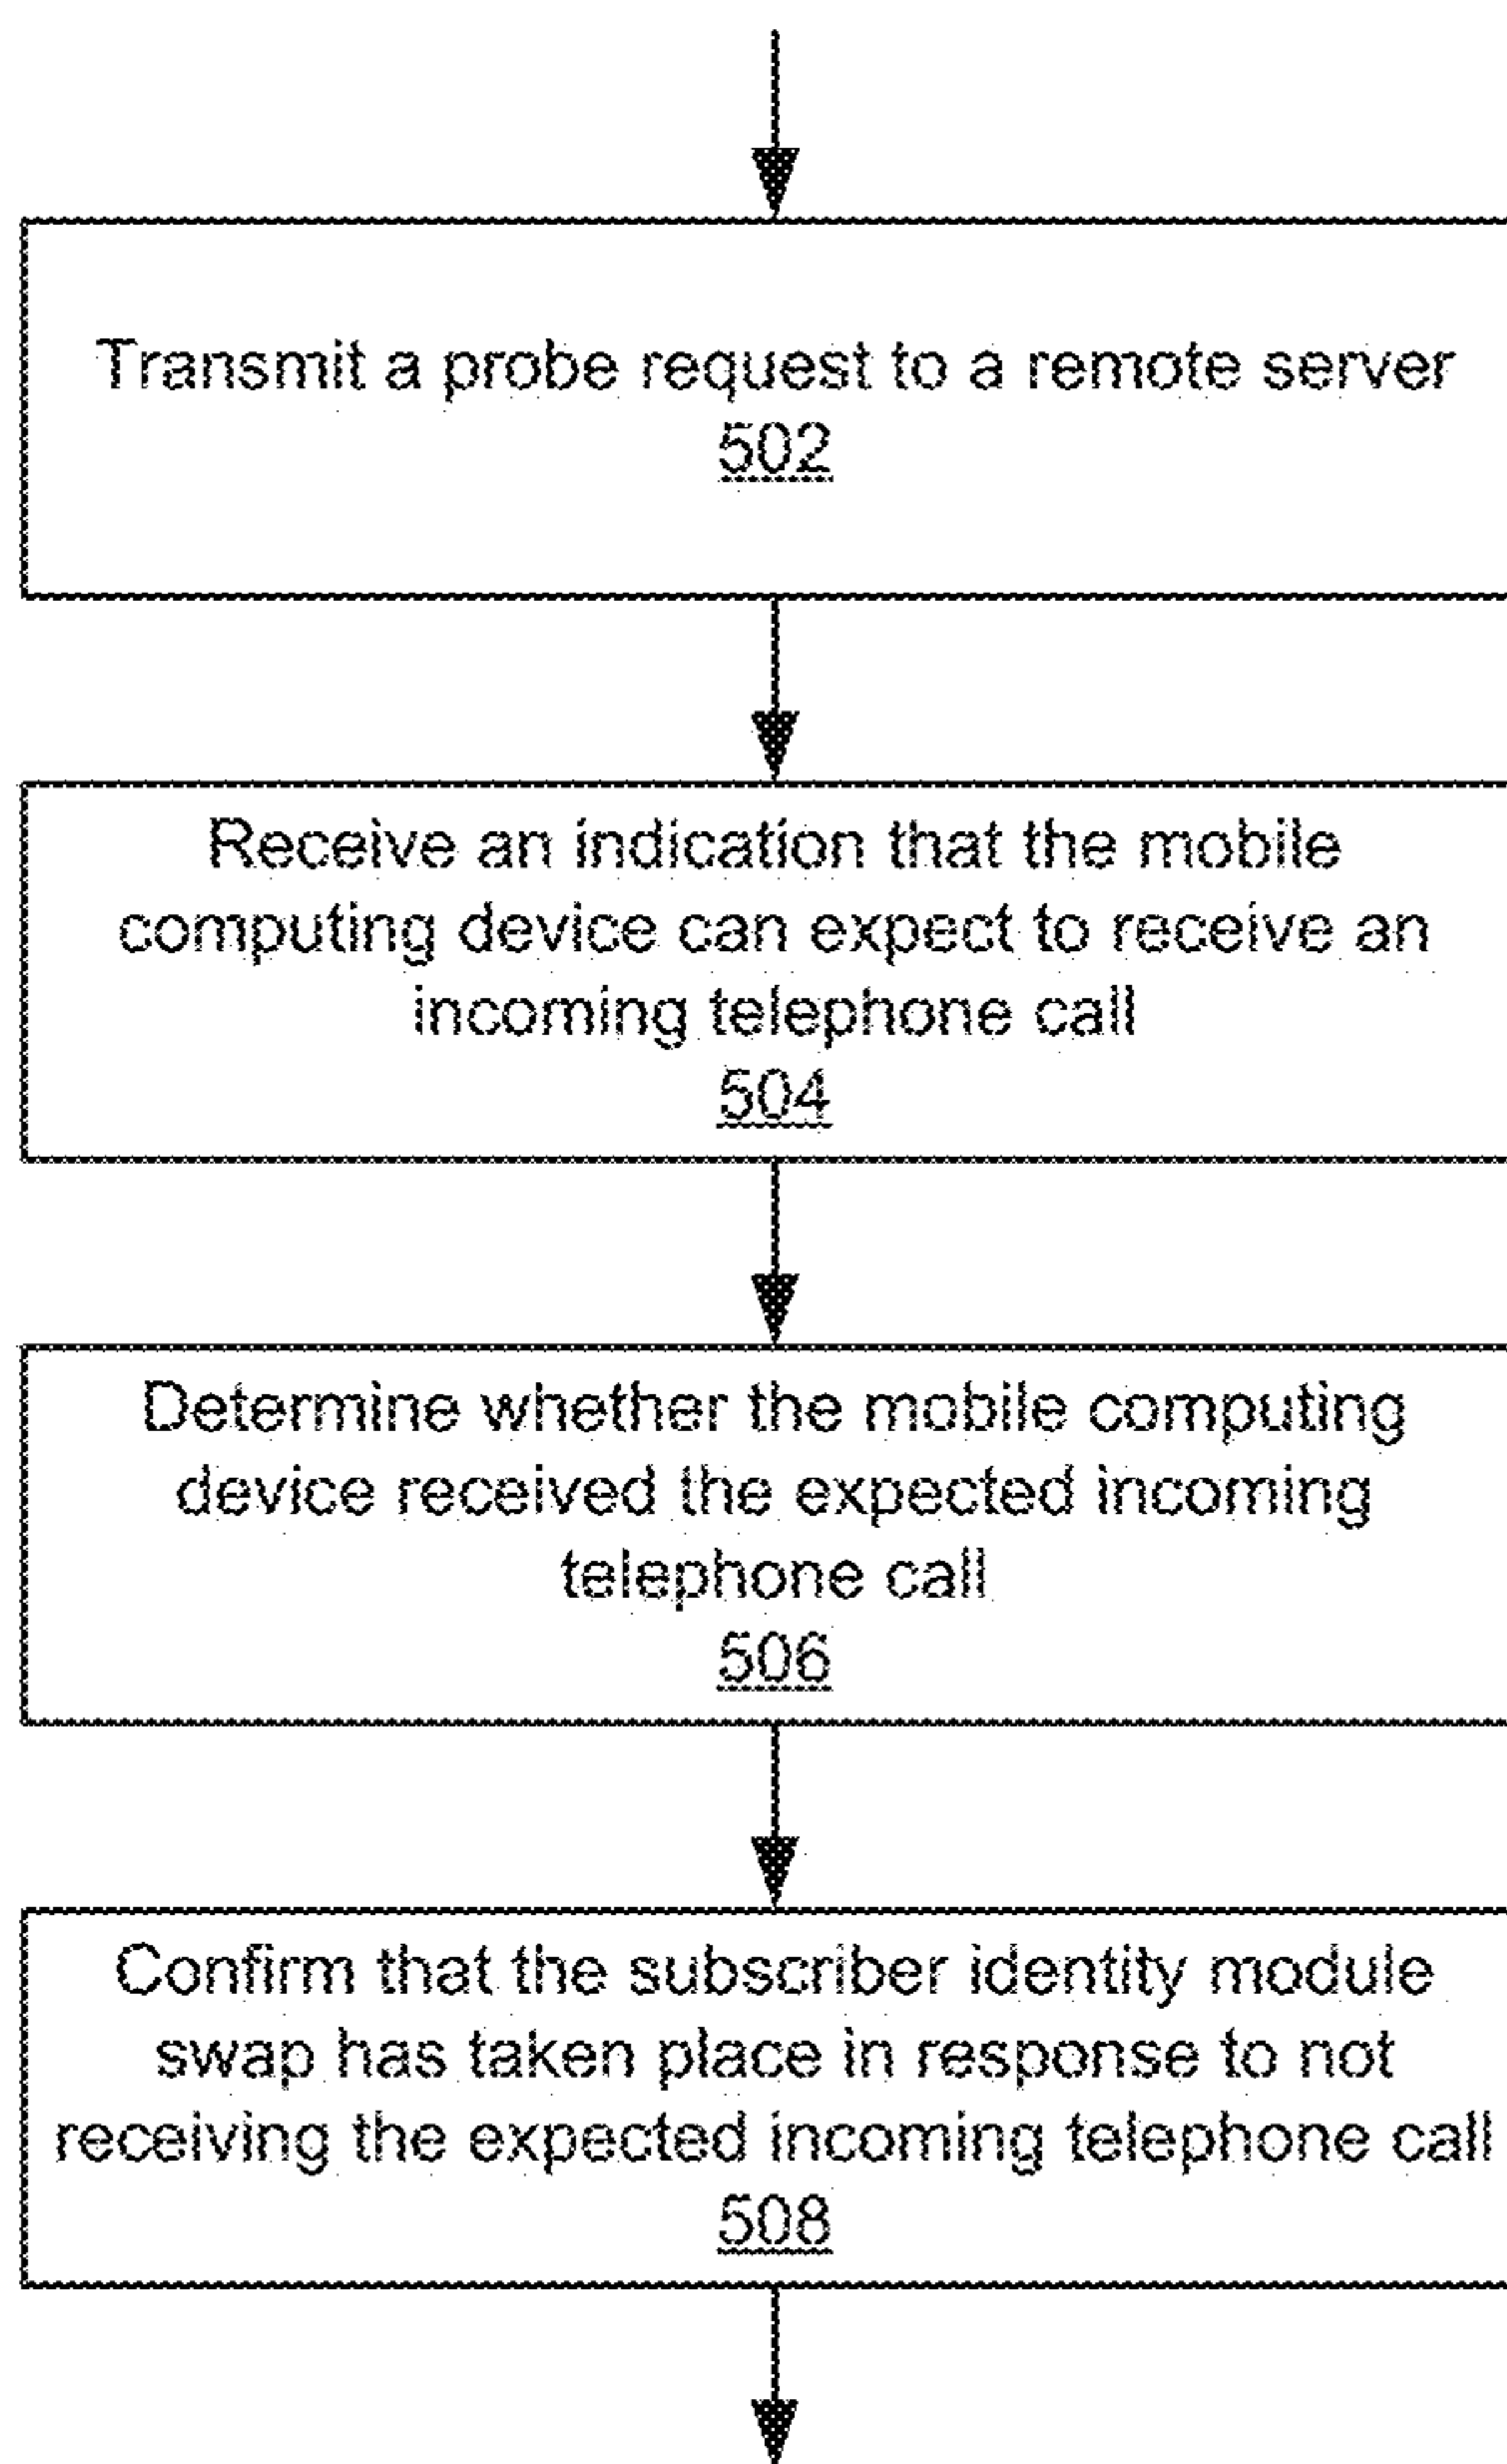 Transmit a probe request to a remote server
502
Receive an indication that the mobile
computing device can expect to receive an
incoming telephone call
504
Determine whether the mobile computing
device received the expected incoming
telephone call
506
Confirm that the subscriber identity module
swap has taken place in response to not
receiving the expected incoming telephone call
508